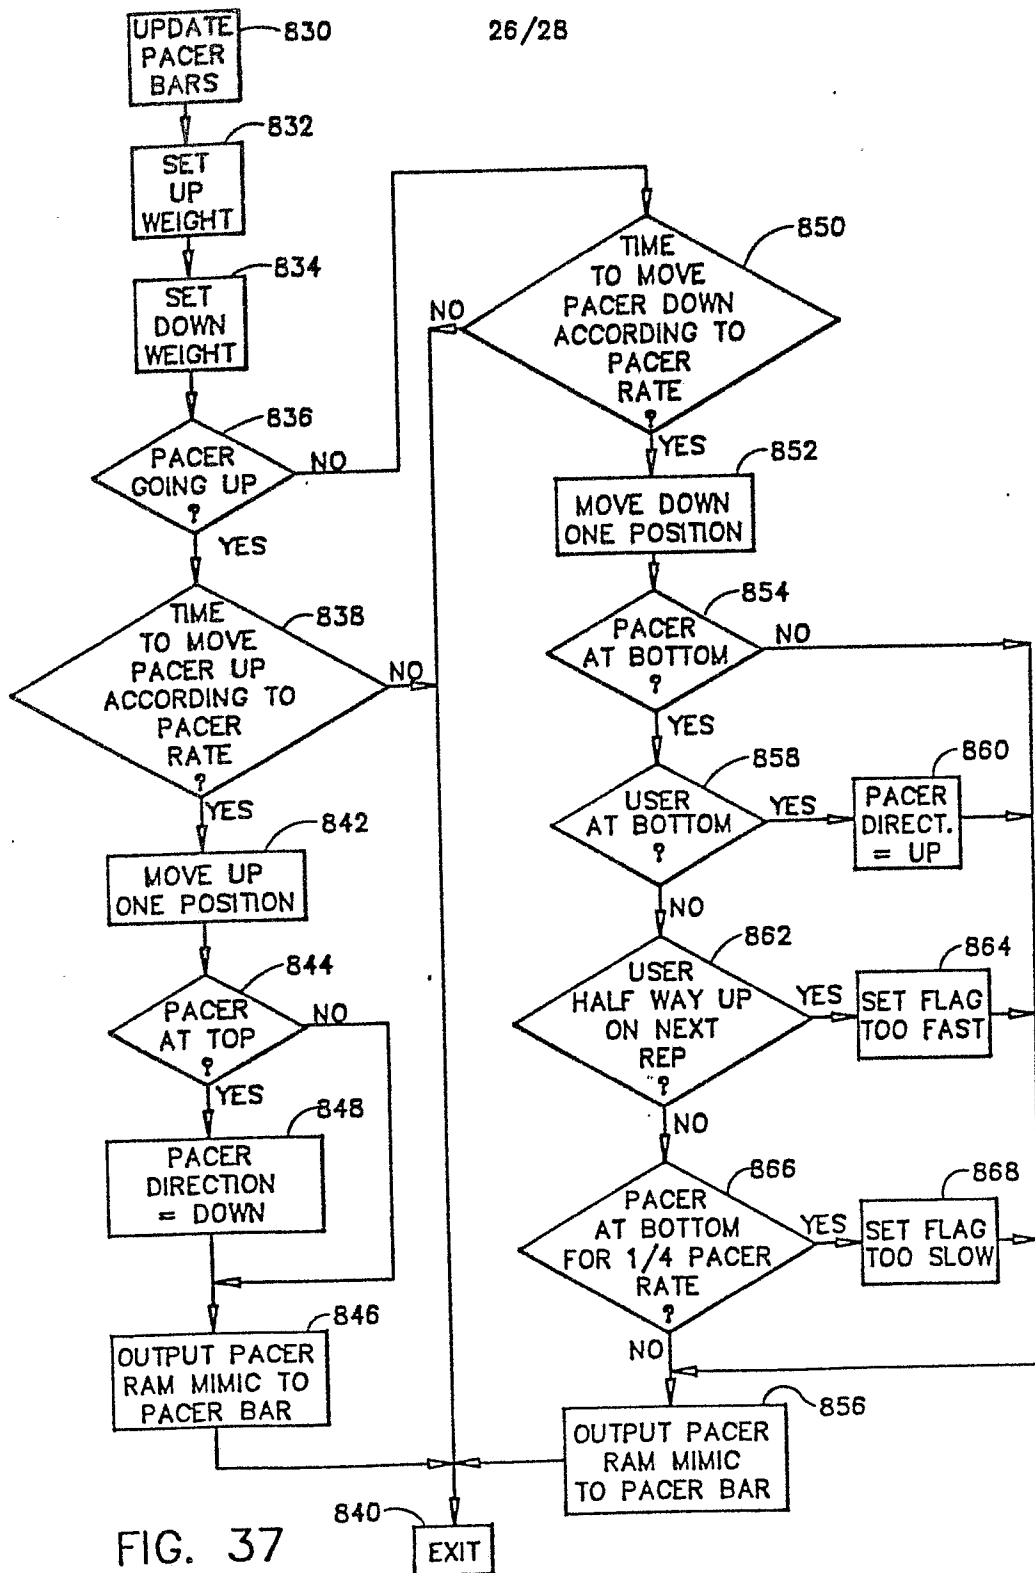 26/28
UPDATE
PACER
BARS
830
832
SET
UP
WEIGHT
834
SET
DOWN
WEIGHT
836
PACER
GOING UP
?
NO
YES
838
TIME
TO MOVE
PACER UP
ACCORDING TO
PACER
RATE
?
NO
YES
842
MOVE UP
ONE POSITION
844
PACER
AT TOP
?
NO
YES
848
PACER
DIRECTION
= DOWN
846
OUTPUT PACER
RAM MIMIC TO
PACER BAR
850
TIME
TO MOVE
PACER DOWN
ACCORDING TO
PACER
RATE
?
NO
YES
852
MOVE DOWN
ONE POSITION
854
PACER
AT BOTTOM
?
NO
YES
858
USER
AT BOTTOM
?
YES
860
PACER
DIRECT.
= UP
NO
862
USER
HALF WAY UP
ON NEXT
REP
?
YES
864
SET FLAG
TOO FAST
NO
866
PACER
AT BOTTOM
FOR 1/4 PACER
RATE
?
YES
868
SET FLAG
TOO SLOW
NO
856
OUTPUT PACER
RAM MIMIC
TO PACER BAR
840
EXIT
FIG. 37